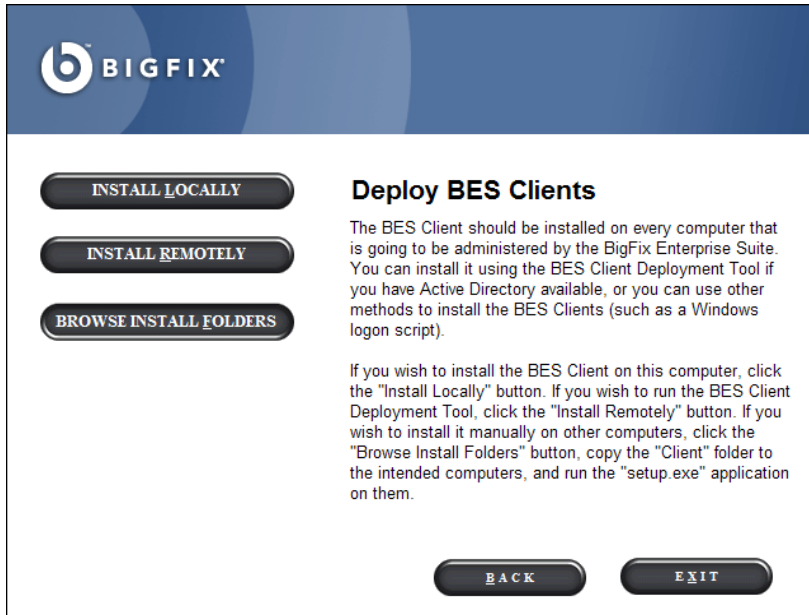 BIGFIX
INSTALL LOCALLY
INSTALL REMOTELY
BROWSE INSTALL FOLDERS
Deploy BES Clients
The BES Client should be installed on every computer that
is going to be administered by the BigFix Enterprise Suite.
You can install it using the BES Client Deployment Tool if
you have Active Directory available, or you can use other
methods to install the BES Clients (such as a Windows
logon script).
If you wish to install the BES Client on this computer, click
the "Install Locally" button. If you wish to run the BES Client
Deployment Tool, click the "Install Remotely" button. If you
wish to install it manually on other computers, click the
"Browse Install Folders" button, copy the "Client" folder to
the intended computers, and run the "setup.exe" application
on them.
BACK
EXIT